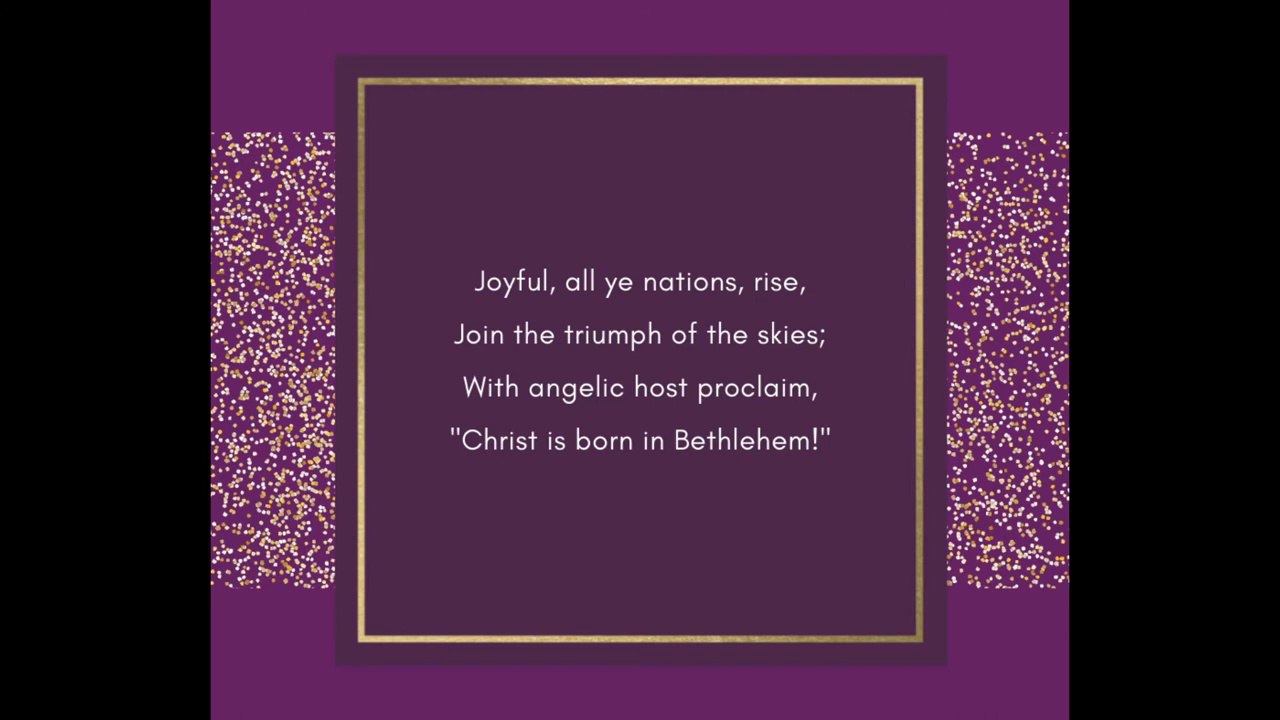 Joyful, all ye nations, rise,
Join the triumph of the skies;
With angelic host proclaim,
"Christ is born in Bethlehem!"